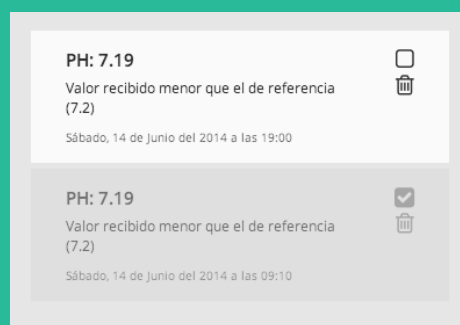 PH: 7.19
Valor recibido menor que el de referencia
(7.2)
Sábado, 14 de Junio del 2014 a las 19:00
PH: 7.19
Valor recibido menor que el de referencia
(7.2)
Sábado, 14 de Junio del 2014 a las 09:10